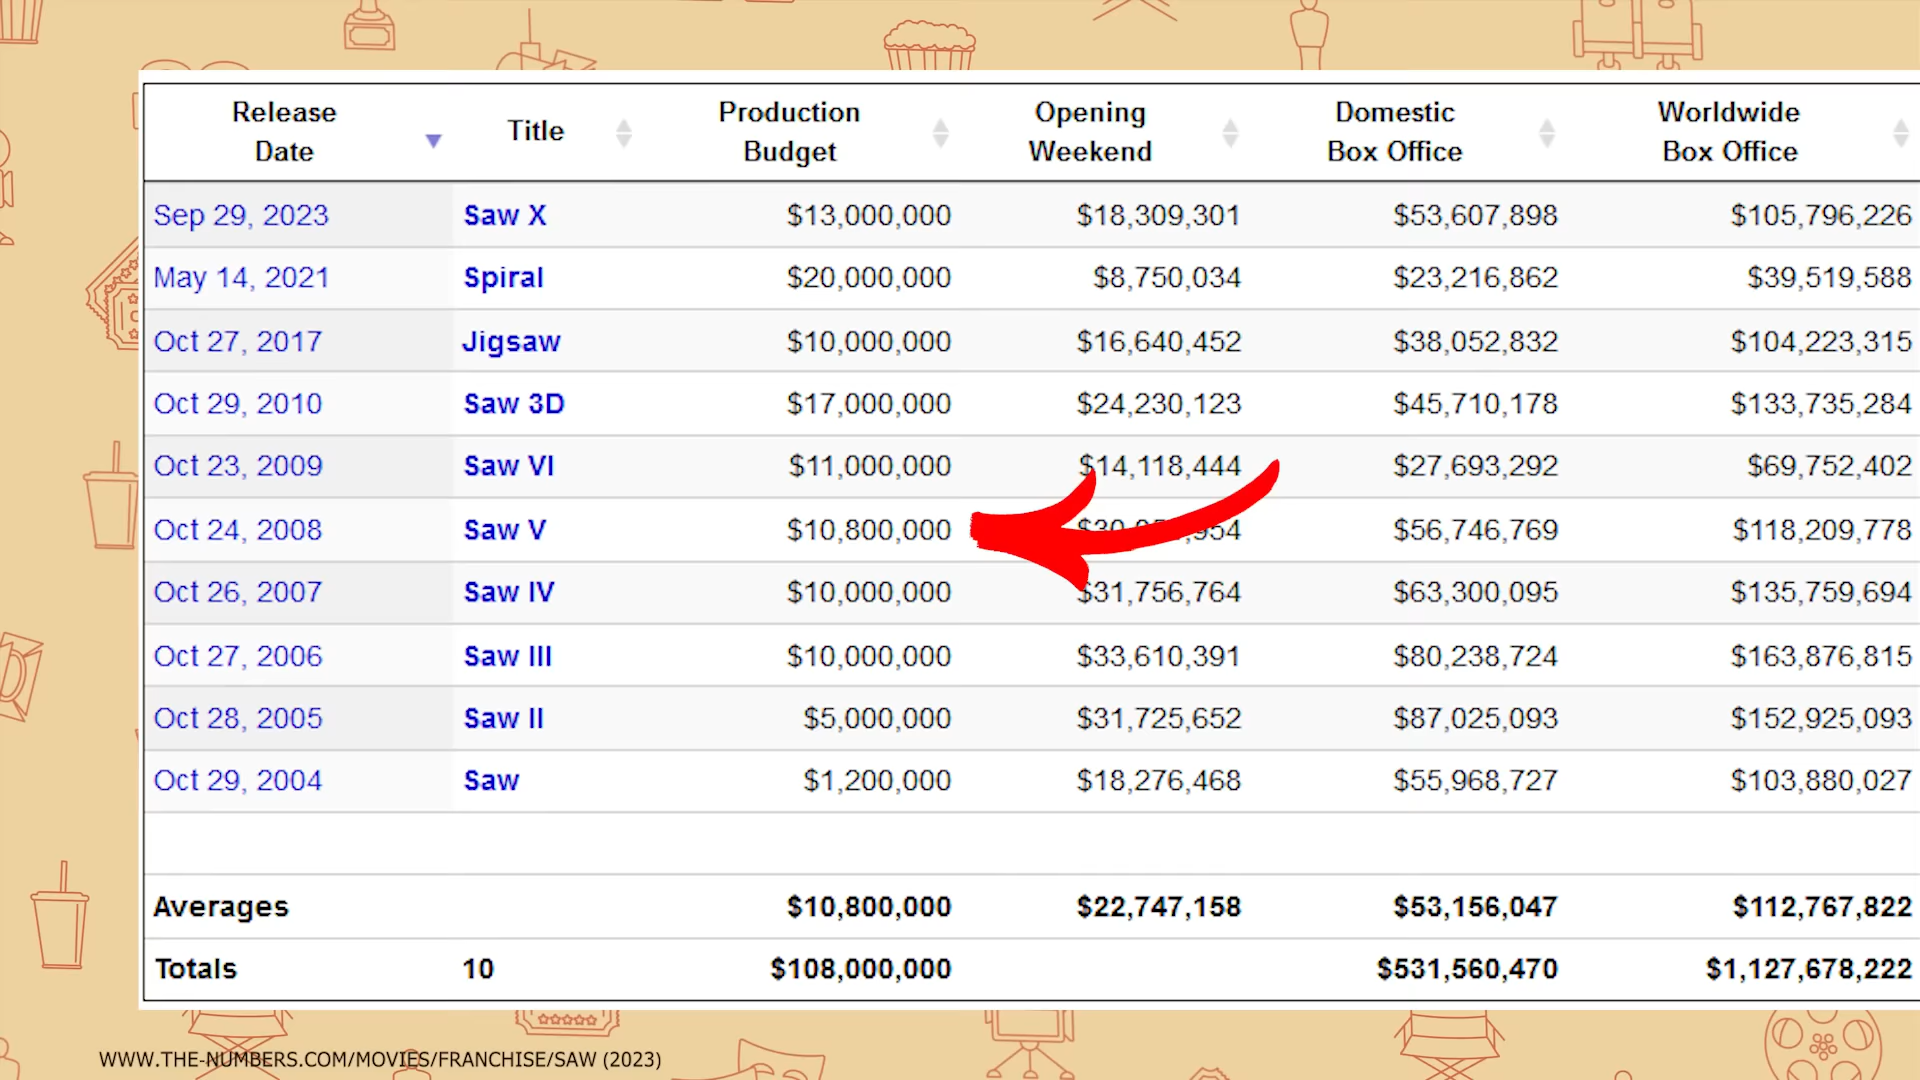 Release Date Title Production Budget Opening Weekend Domestic Box Office Worldwide Box Office
Sep 29, 2023 Saw X $13,000,000 $18,309,301 $53,607,898 $105,796,226
May 14, 2021 Spiral $20,000,000 $8,750,034 $23,216,862 $39,519,588
Oct 27, 2017 Jigsaw $10,000,000 $16,640,452 $38,052,832 $104,223,315
Oct 29, 2010 Saw 3D $17,000,000 $24,230,123 $45,710,178 $133,735,284
Oct 23, 2009 Saw VI $11,000,000 $14,118,444 $27,693,292 $69,752,402
Oct 24, 2008 Saw V $10,800,000 $56,746,769 $118,209,778
Oct 26, 2007 Saw IV $10,000,000 $31,756,764 $63,300,095 $135,759,694
Oct 27, 2006 Saw III $10,000,000 $33,610,391 $80,238,724 $163,876,815
Oct 28, 2005 Saw II $5,000,000 $31,725,652 $87,025,093 $152,925,093
Oct 29, 2004 Saw $1,200,000 $18,276,468 $55,968,727 $103,880,027
Averages $10,800,000 $22,747,158 $53,156,047 $112,767,822
Totals 10 $108,000,000 $531,560,470 $1,127,678,222
WWW.THE-NUMBERS.COM/MOVIES/FRANCHISE/SAW (2023)